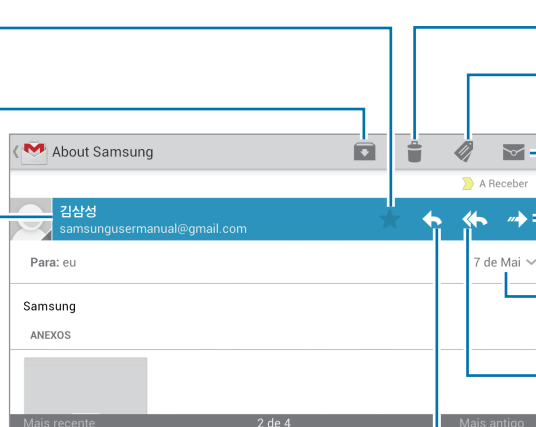 About Samsung
A Receber
김삼성
samsungusermanual@gmail.com
Para: eu
7 de Mai
Samsung
ANEXOS
Mais recente
2 de 4
Mais antigo